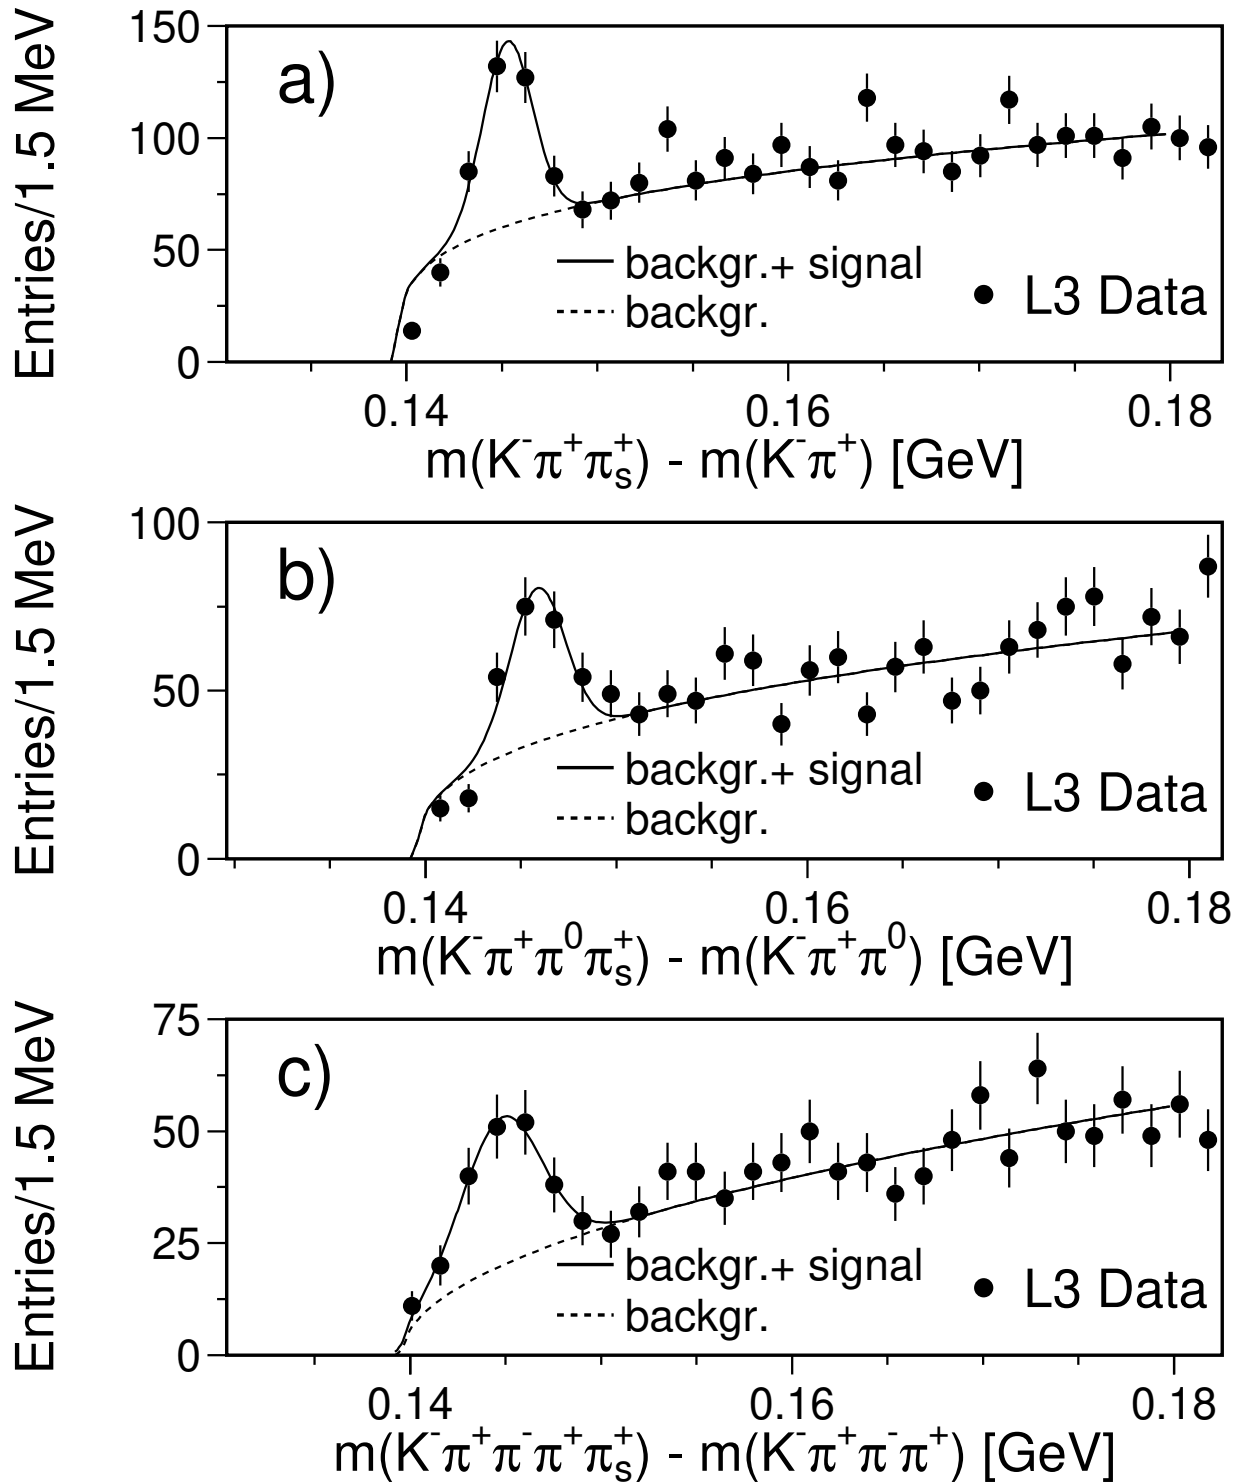 Entries/1.5 MeV
150
100
50
0
a)
backgr.+ signal
backgr.
L3 Data
0.14 0.16 0.18
m(K⁻π⁺πₛ⁺) - m(K⁻π⁺) [GeV]
Entries/1.5 MeV
100
50
0
b)
backgr.+ signal
backgr.
L3 Data
0.14 0.16 0.18
m(K⁻π⁺π⁰πₛ⁺) - m(K⁻π⁺π⁰) [GeV]
Entries/1.5 MeV
75
50
25
0
c)
backgr.+ signal
backgr.
L3 Data
0.14 0.16 0.18
m(K⁻π⁺π⁻π⁺πₛ⁺) - m(K⁻π⁺π⁻π⁺) [GeV]